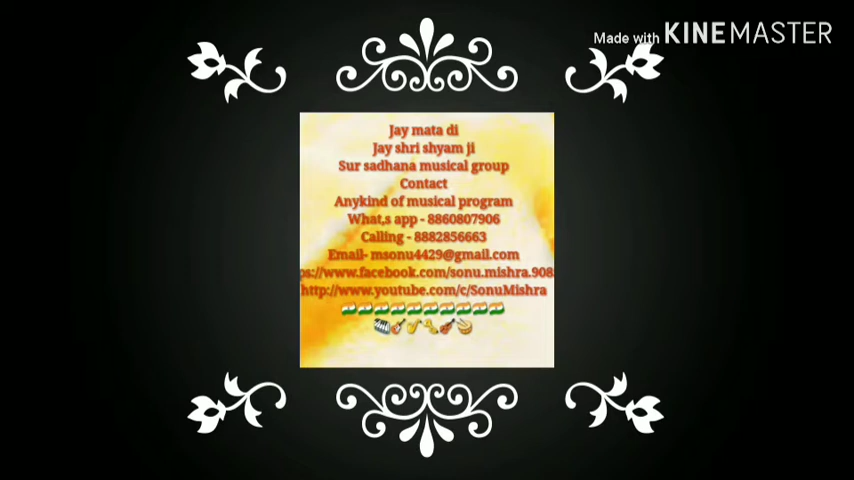 Made with KINEMASTER
Jay mata di
Jay shri shyam ji
Sur sadhana musical group
Contact
Anykind of musical program
What,s app - 8860807906
Calling - 8882856663
Email- msonu4429@gmail.com
ps://www.facebook.com/sonu.mishra.908
http://www.youtube.com/c/SonuMishra